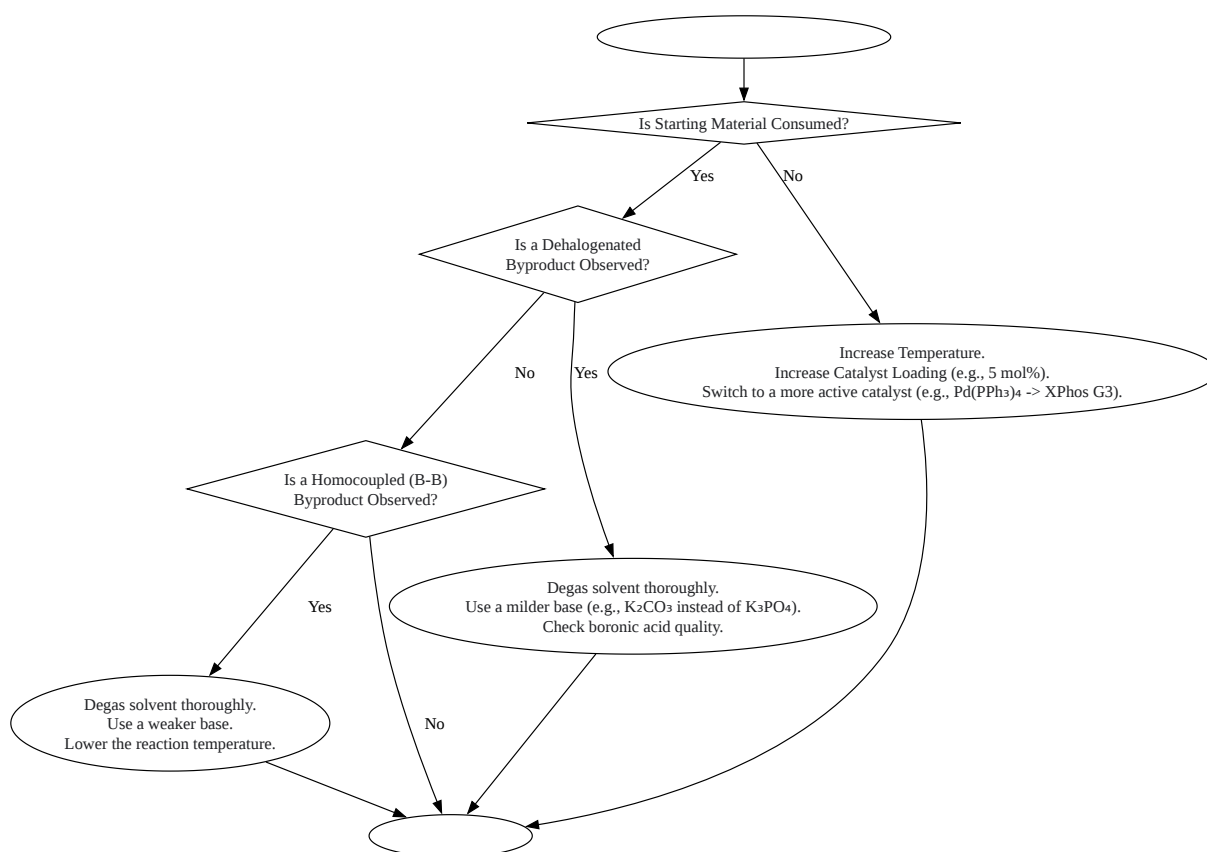 Is Starting Material Consumed?
Yes
No
Is a Dehalogenated
Byproduct Observed?
Increase Temperature.
Increase Catalyst Loading (e.g., 5 mol%).
Switch to a more active catalyst (e.g., Pd(PPh₃)₄ -> XPhos G3).
No
Yes
Is a Homocoupled (B-B)
Byproduct Observed?
Degas solvent thoroughly.
Use a milder base (e.g., K₂CO₃ instead of K₃PO₄).
Check boronic acid quality.
Yes
No
Degas solvent thoroughly.
Use a weaker base.
Lower the reaction temperature.